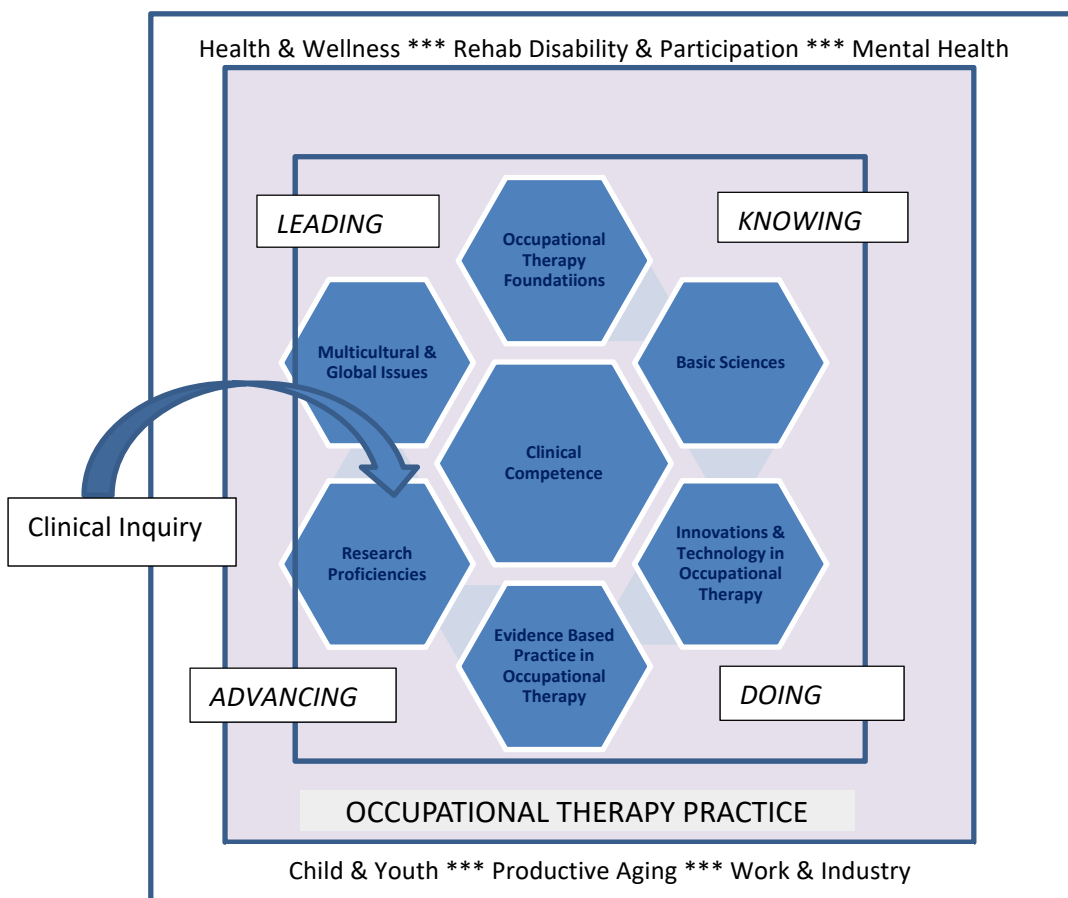 Health & Wellness *** Rehab Disability & Participation *** Mental Health
LEADING
KNOWING
Occupational
Therapy
Foundatiions
Multicultural &
Global Issues
Basic Sciences
Clinical
Competence
Clinical Inquiry
Research
Proficiencies
Innovations &
Technology in
Occupational
Therapy
Evidence Based
Practice in
Occupational
Therapy
ADVANCING
DOING
OCCUPATIONAL THERAPY PRACTICE
Child & Youth *** Productive Aging *** Work & Industry